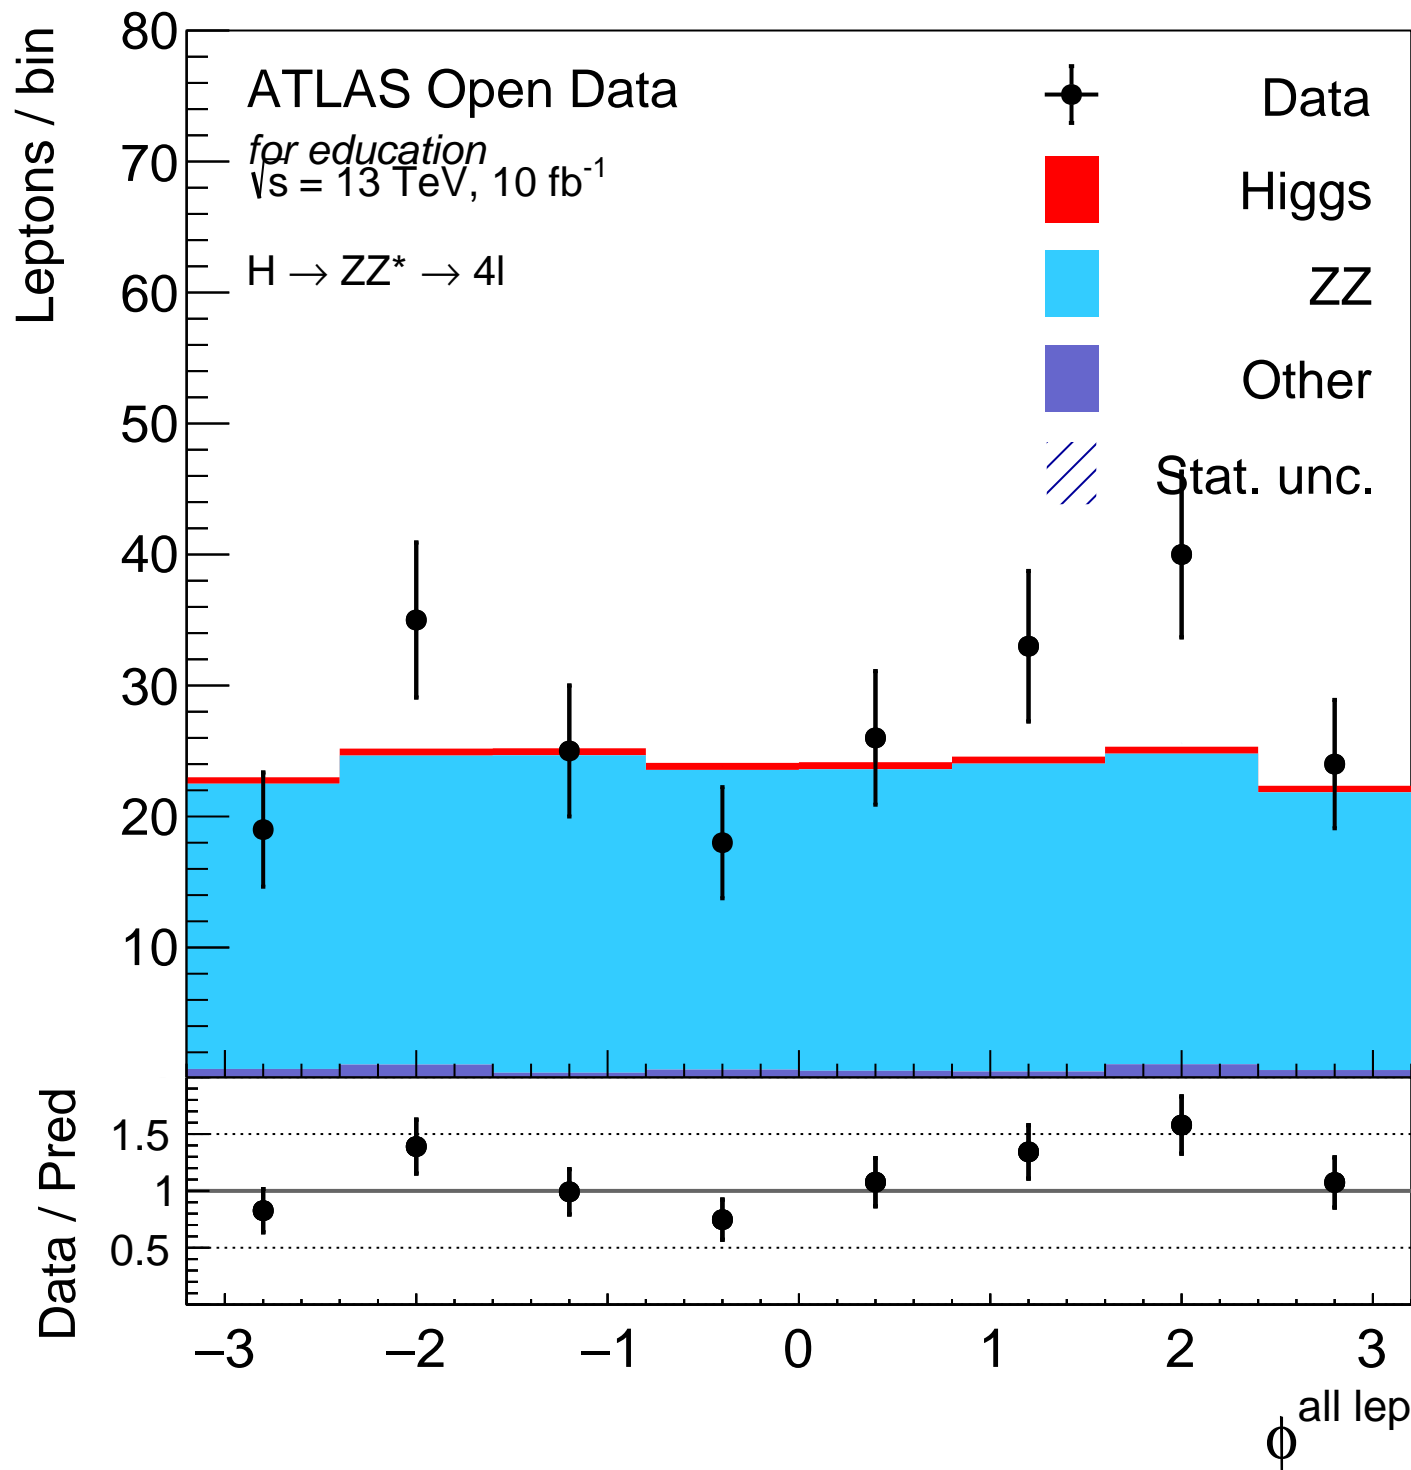 Leptons / bin
80
70
60
50
40
30
20
10
ATLAS Open Data
for education
√s = 13 TeV, 10 fb⁻¹
H → ZZ* → 4l
Data
Higgs
ZZ
Other
Stat. unc.
Data / Pred
1.5
1
0.5
−3 −2 −1 0 1 2 3
ϕ^all lep